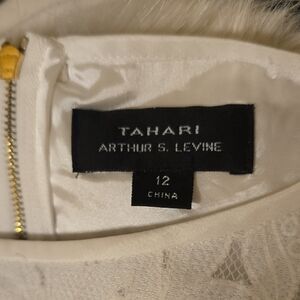 TAHARI
ARTHUR S. LEVINE
12
CHINA